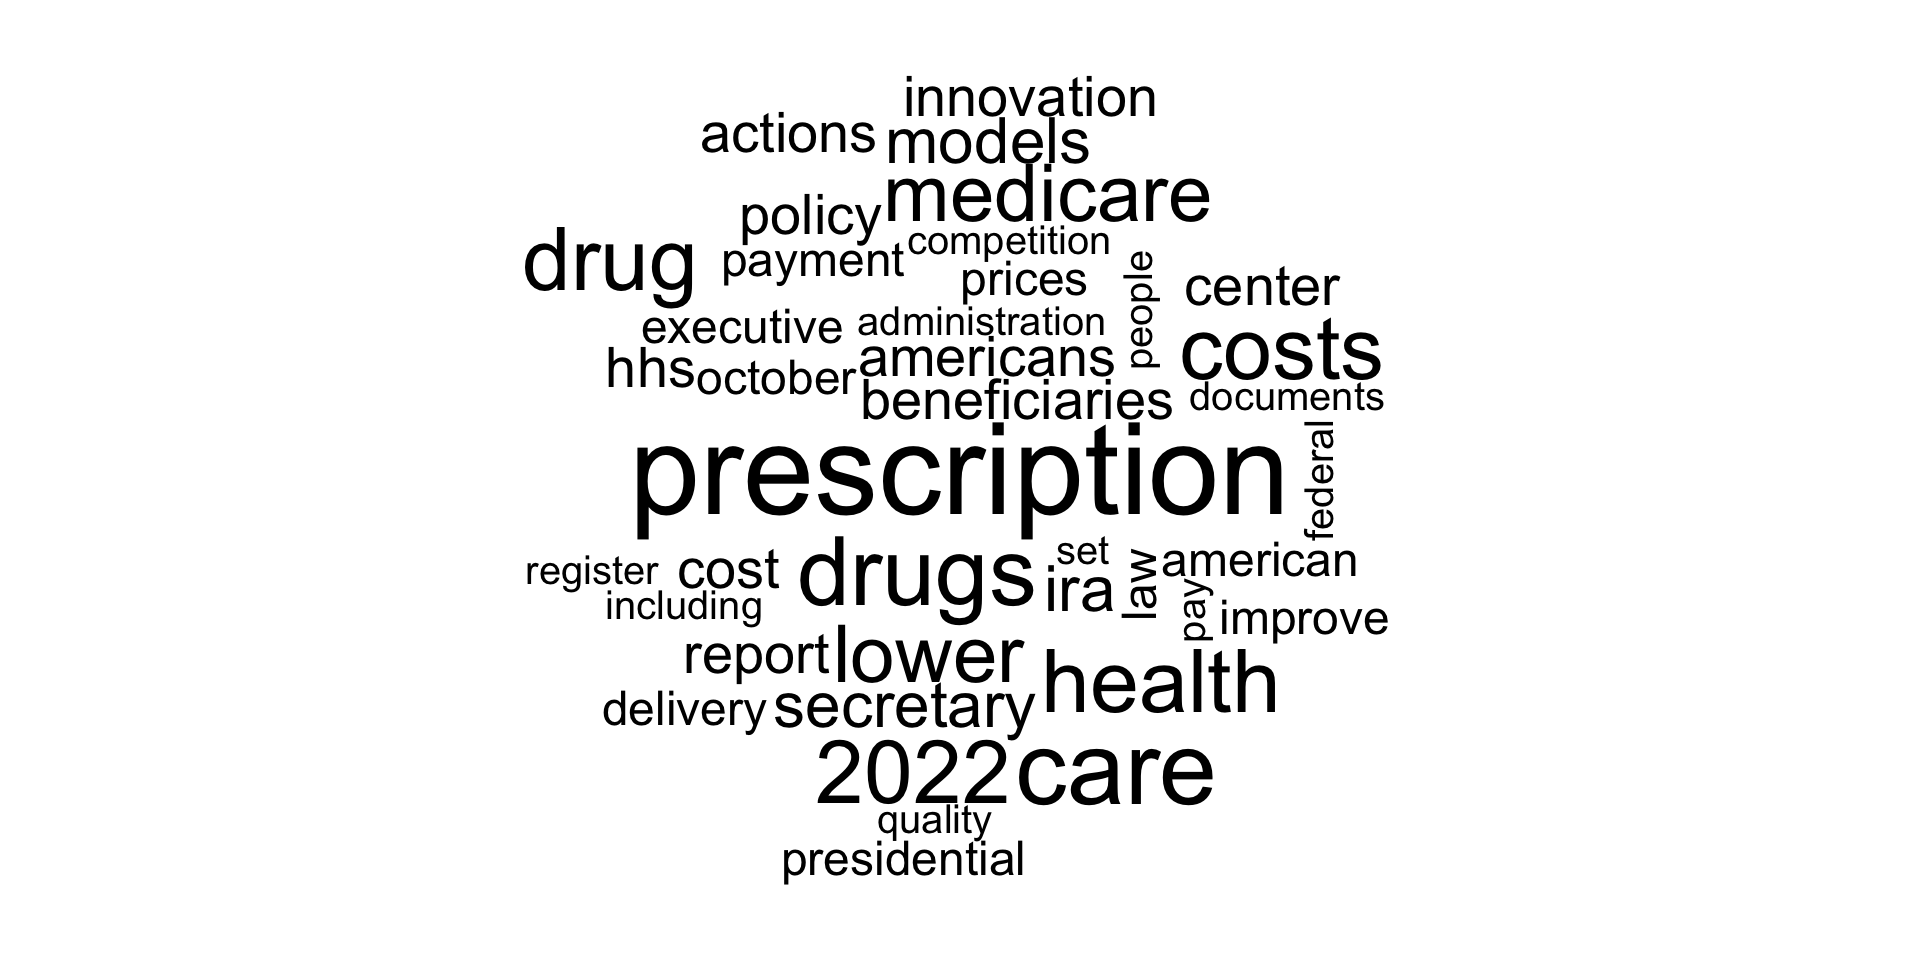 innovation
actions models
policy medicare
drug payment competition
prices people center
executive administration
hhs october americans costs
beneficiaries documents
prescription federal
register cost drugs set ira law american
including pay improve
report lower health
delivery secretary
2022 care
quality
presidential